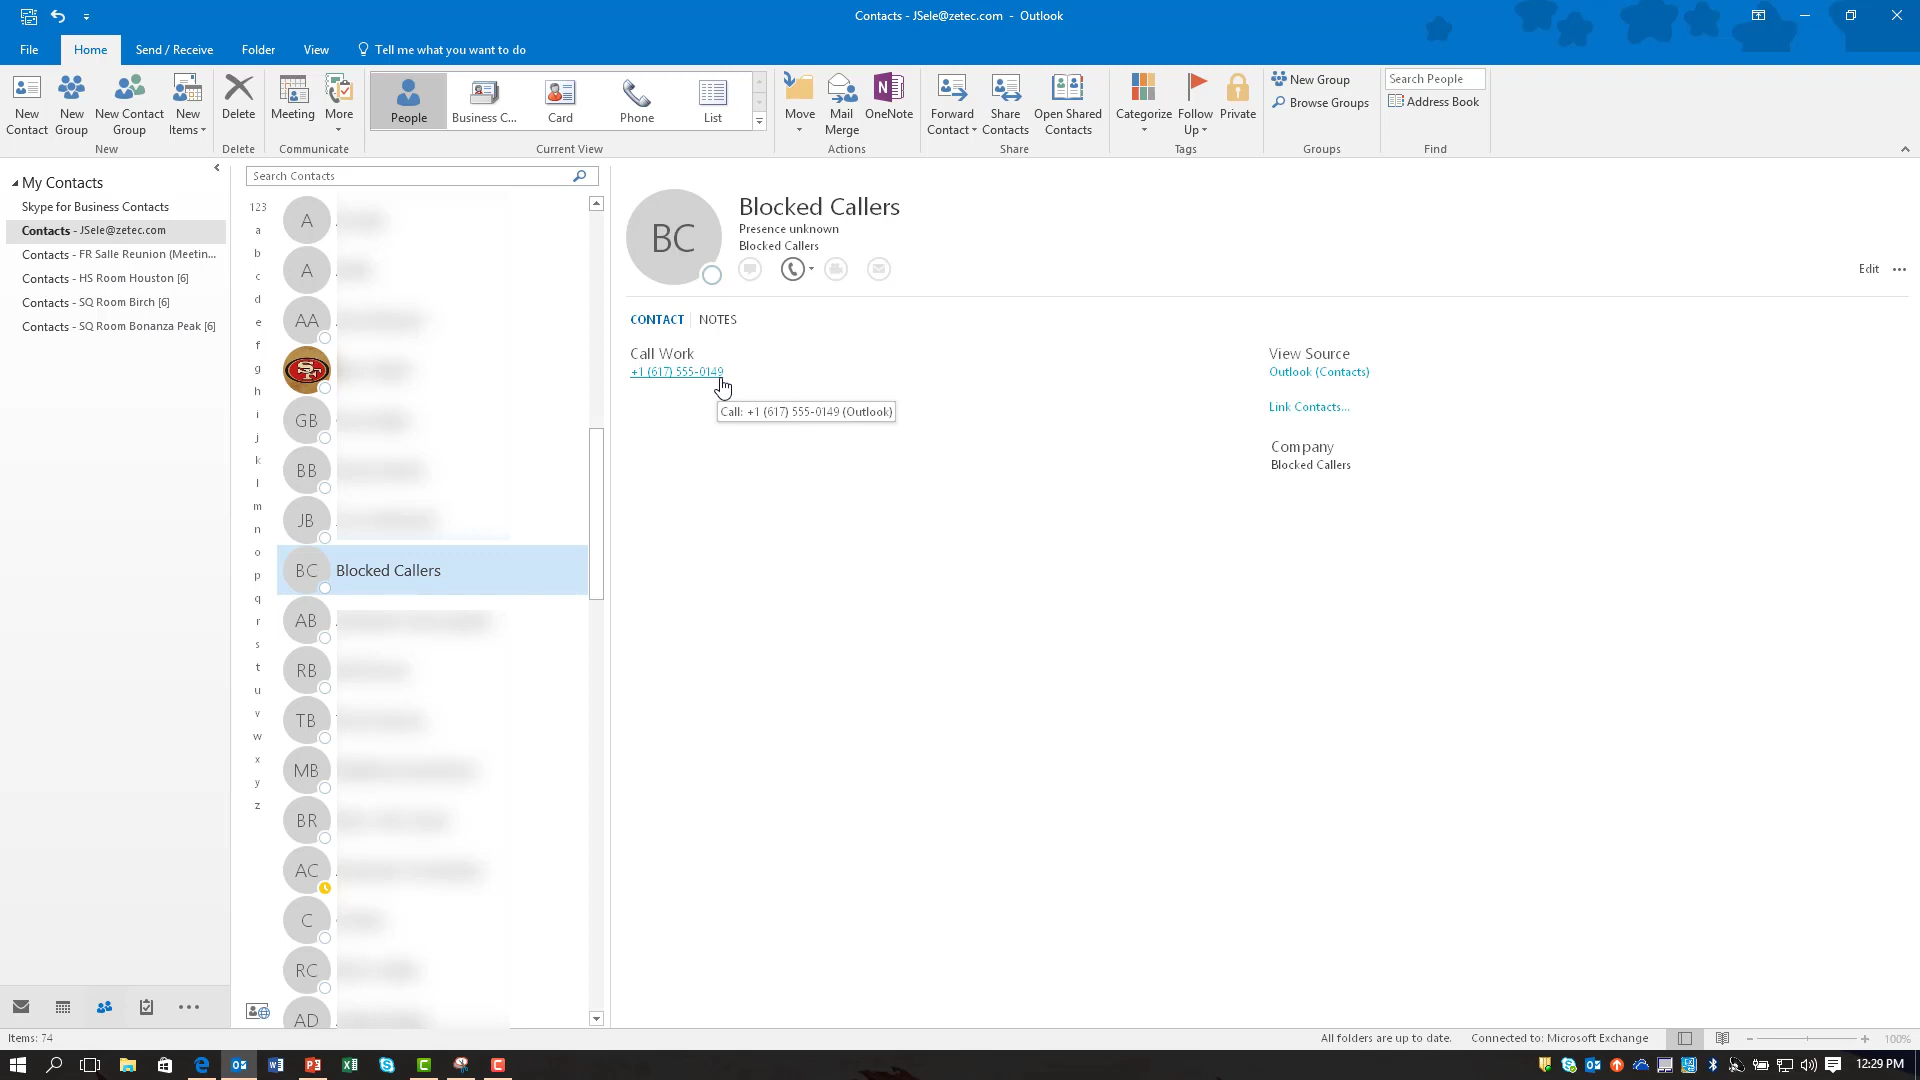 Contacts - JSele@zetec.com - Outlook
File Home Send / Receive Folder View Tell me what you want to do
New Contact
New Group
New Contact Group
New Items
New
Delete
Delete
Meeting
More
Communicate
People
Business C...
Card
Phone
List
Current View
Move
Mail Merge
OneNote
Actions
Forward Contact
Share Contacts
Open Shared Contacts
Share
Categorize
Follow Up
Private
Tags
New Group
Browse Groups
Groups
Search People
Address Book
Find
My Contacts
Skype for Business Contacts
Contacts - JSele@zetec.com
Contacts - FR Salle Reunion (Meetin...
Contacts - HS Room Houston [6]
Contacts - SQ Room Birch [6]
Contacts - SQ Room Bonanza Peak [6]
Search Contacts
123
a
b
c
d
e
f
g
h
i
j
k
l
m
n
o
p
q
r
s
t
u
v
w
x
y
z
A
A
AA
SF
GB
BB
JB
BC Blocked Callers
AB
RB
TB
MB
BR
AC
C
RC
AD
BC
Blocked Callers
Presence unknown
Blocked Callers
Edit
CONTACT NOTES
Call Work
+1 (617) 555-0149
Call: +1 (617) 555-0149 (Outlook)
View Source
Outlook (Contacts)
Link Contacts...
Company
Blocked Callers
Items: 74
All folders are up to date. Connected to: Microsoft Exchange
100%
12:29 PM